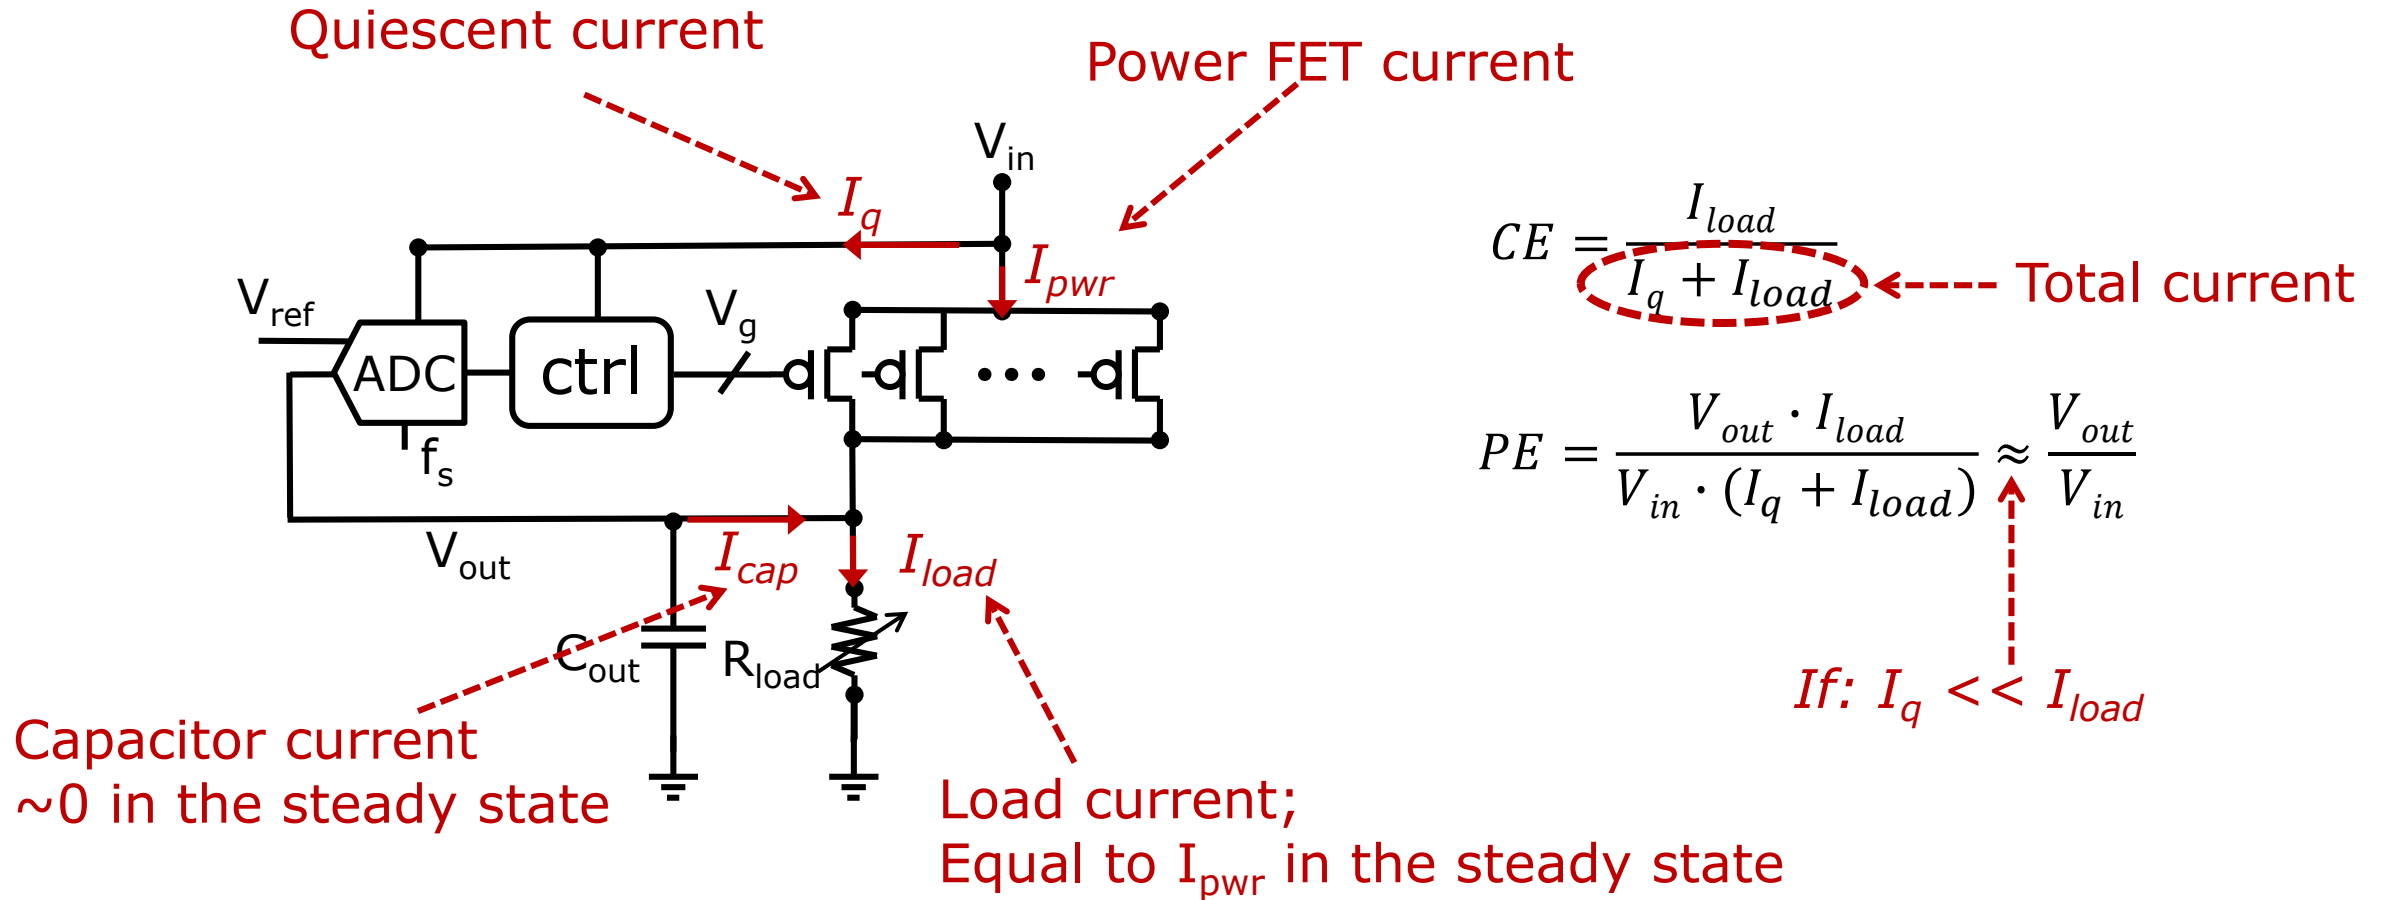 Quiescent current
Power FET current
V_in
I_q
I_pwr
V_ref
V_g
ADC
ctrl
f_s
V_out
I_cap
I_load
C_out
R_load
Capacitor current
~0 in the steady state
Load current;
Equal to I_pwr in the steady state
CE = I_load / (I_q + I_load)
Total current
PE = V_out · I_load / (V_in · (I_q + I_load)) ≈ V_out / V_in
If: I_q << I_load